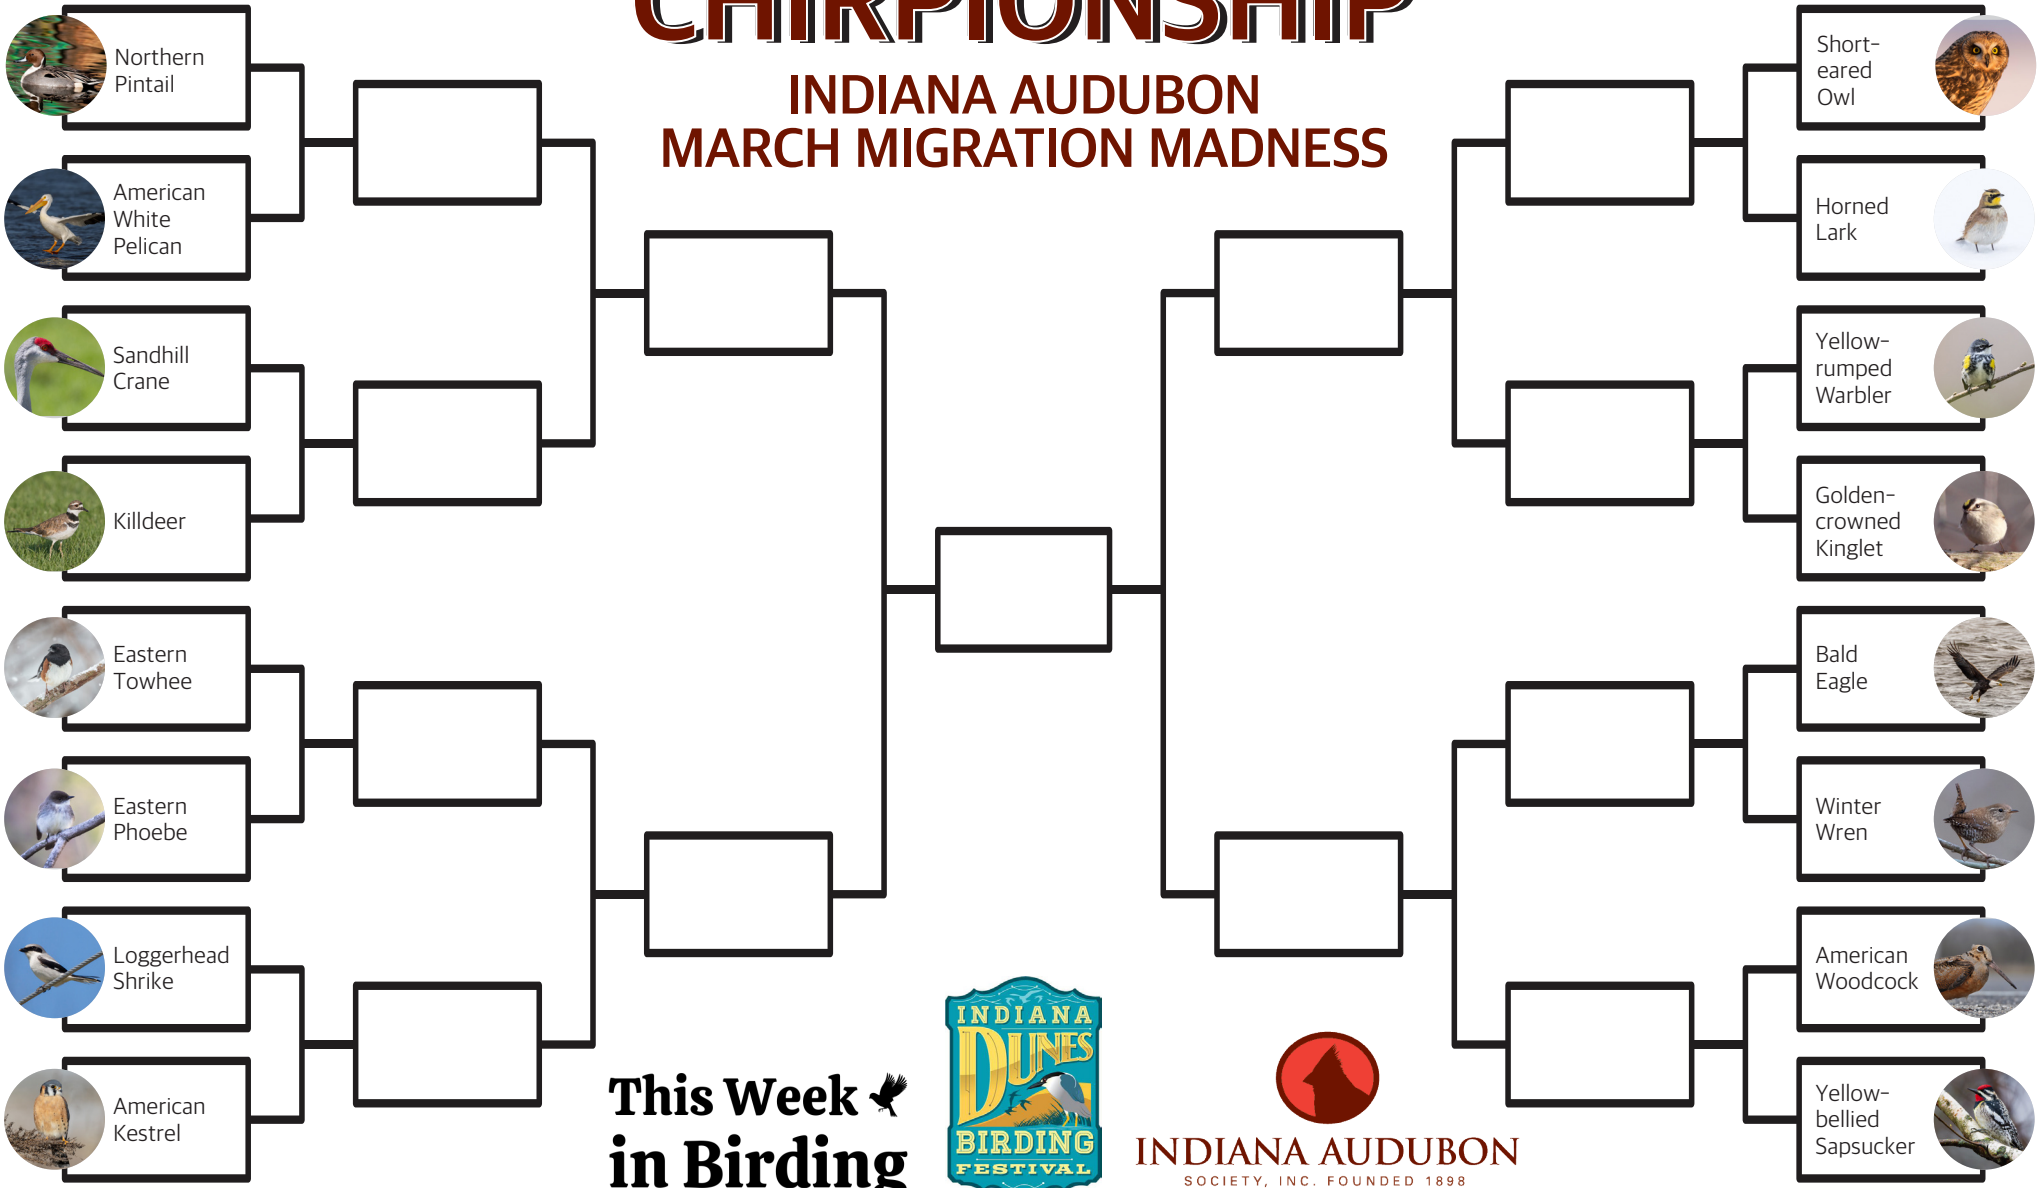 CHIRPIONSHIP
INDIANA AUDUBON
MARCH MIGRATION MADNESS
Northern
Pintail
American
White
Pelican
Sandhill
Crane
Killdeer
Eastern
Towhee
Eastern
Phoebe
Loggerhead
Shrike
American
Kestrel
Short-
eared
Owl
Horned
Lark
Yellow-
rumped
Warbler
Golden-
crowned
Kinglet
Bald
Eagle
Winter
Wren
American
Woodcock
Yellow-
bellied
Sapsucker
This Week
in Birding
INDIANA
DUNES
BIRDING
FESTIVAL
INDIANA AUDUBON
SOCIETY, INC. FOUNDED 1898